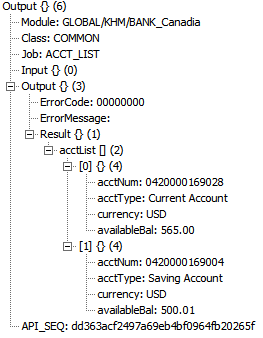 Output {} (6)
Module: GLOBAL/KHM/BANK_Canadia
Class: COMMON
Job: ACCT_LIST
Input {} (0)
Output {} (3)
ErrorCode: 00000000
ErrorMessage:
Result {} (1)
acctList [] (2)
[0] {} (4)
acctNum: 0420000169028
acctType: Current Account
currency: USD
availableBal: 565.00
[1] {} (4)
acctNum: 0420000169004
acctType: Saving Account
currency: USD
availableBal: 500.01
API_SEQ: dd363acf2497a69eb4bf0964fb20265f